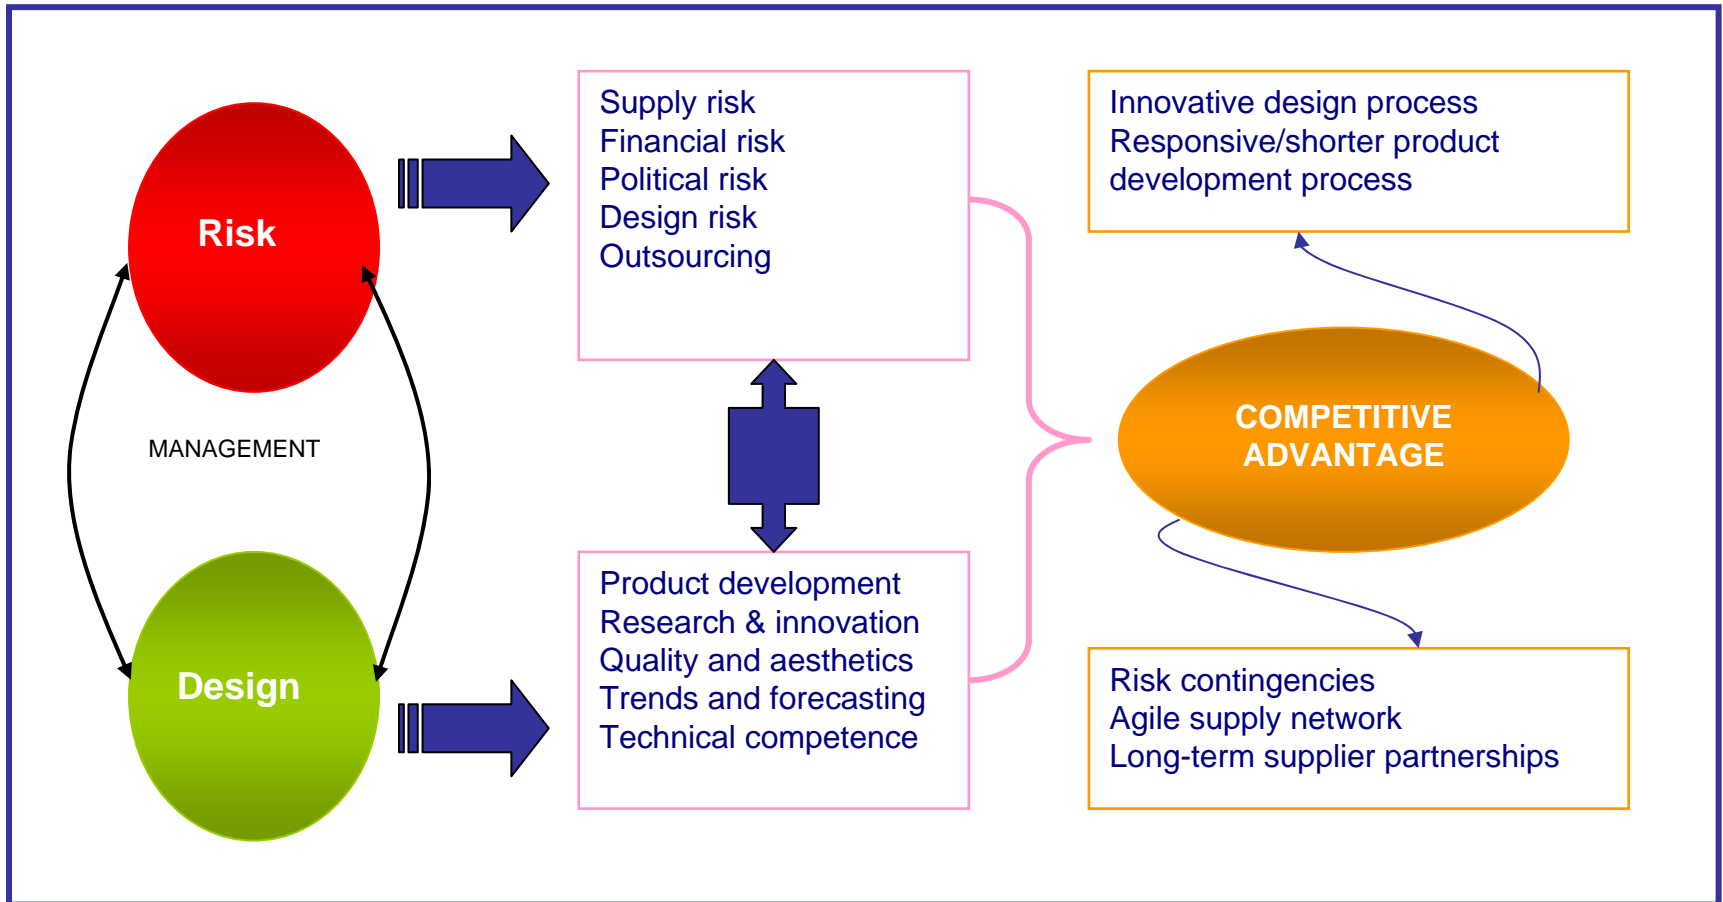 Risk
MANAGEMENT
Design
Supply risk
Financial risk
Political risk
Design risk
Outsourcing
Product development
Research & innovation
Quality and aesthetics
Trends and forecasting
Technical competence
Innovative design process
Responsive/shorter product
development process
COMPETITIVE
ADVANTAGE
Risk contingencies
Agile supply network
Long-term supplier partnerships